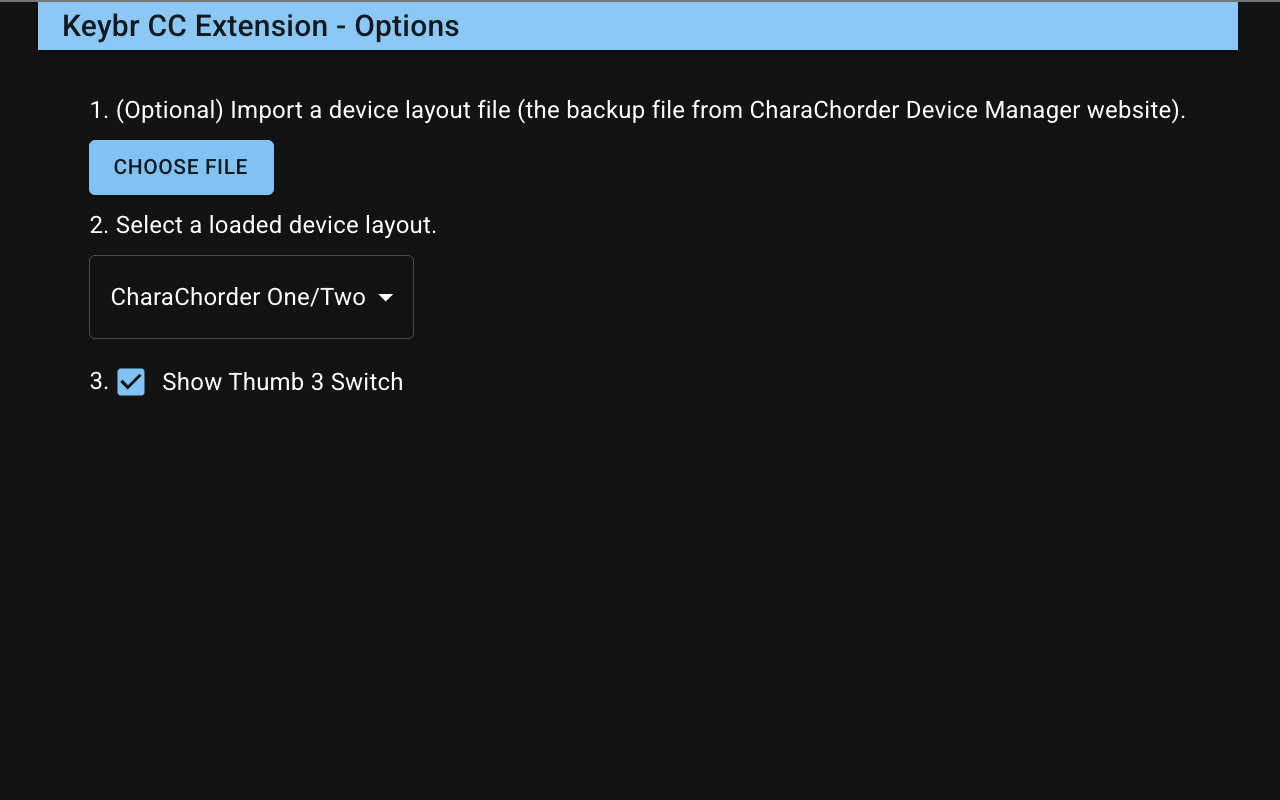 Keybr CC Extension - Options
1. (Optional) Import a device layout file (the backup file from CharaChorder Device Manager website).
CHOOSE FILE
2. Select a loaded device layout.
CharaChorder One/Two
3. Show Thumb 3 Switch